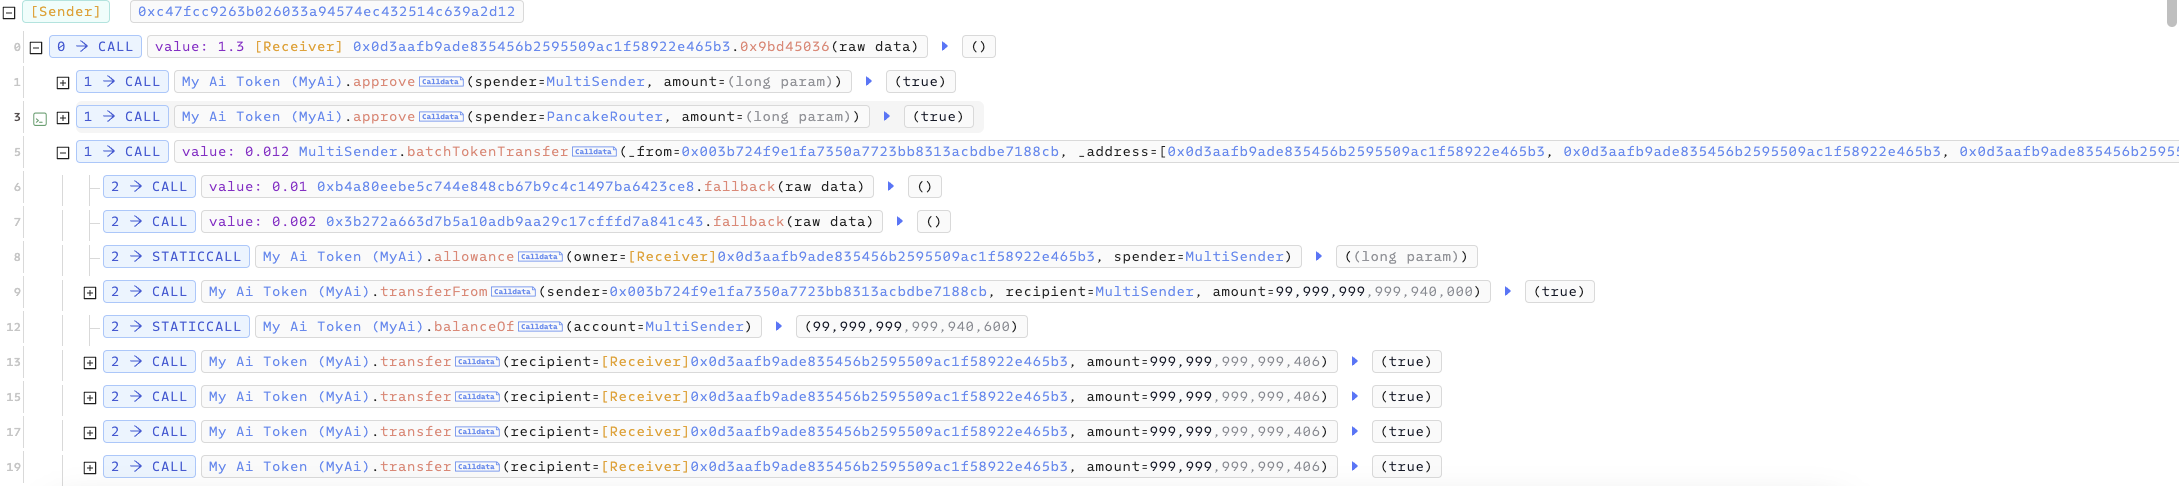 [Sender] 0xc47fcc9263b026033a94574ec432514c639a2d12
0 0 → CALL value: 1.3 [Receiver] 0x0d3aafb9ade835456b2595509ac1f58922e465b3.0x9bd45036(raw data) ()
1 1 → CALL My Ai Token (MyAi).approve Calldata (spender=MultiSender, amount=(long param)) (true)
3 1 → CALL My Ai Token (MyAi).approve Calldata (spender=PancakeRouter, amount=(long param)) (true)
5 1 → CALL value: 0.012 MultiSender.batchTokenTransfer Calldata (_from=0x003b724f9e1fa7350a7723bb8313acbdbe7188cb, _address=[0x0d3aafb9ade835456b2595509ac1f58922e465b3, 0x0d3aafb9ade835456b2595509ac1f58922e465b3, 0x0d3aafb9ade835456b2595
6 2 → CALL value: 0.01 0xb4a80eebe5c744e848cb67b9c4c1497ba6423ce8.fallback(raw data) ()
7 2 → CALL value: 0.002 0x3b272a663d7b5a10adb9aa29c17cfffd7a841c43.fallback(raw data) ()
8 2 → STATICCALL My Ai Token (MyAi).allowance Calldata (owner=[Receiver]0x0d3aafb9ade835456b2595509ac1f58922e465b3, spender=MultiSender) ((long param))
9 2 → CALL My Ai Token (MyAi).transferFrom Calldata (sender=0x003b724f9e1fa7350a7723bb8313acbdbe7188cb, recipient=MultiSender, amount=99,999,999,999,940,000) (true)
12 2 → STATICCALL My Ai Token (MyAi).balanceOf Calldata (account=MultiSender) (99,999,999,999,940,600)
13 2 → CALL My Ai Token (MyAi).transfer Calldata (recipient=[Receiver]0x0d3aafb9ade835456b2595509ac1f58922e465b3, amount=999,999,999,999,406) (true)
15 2 → CALL My Ai Token (MyAi).transfer Calldata (recipient=[Receiver]0x0d3aafb9ade835456b2595509ac1f58922e465b3, amount=999,999,999,999,406) (true)
17 2 → CALL My Ai Token (MyAi).transfer Calldata (recipient=[Receiver]0x0d3aafb9ade835456b2595509ac1f58922e465b3, amount=999,999,999,999,406) (true)
19 2 → CALL My Ai Token (MyAi).transfer Calldata (recipient=[Receiver]0x0d3aafb9ade835456b2595509ac1f58922e465b3, amount=999,999,999,999,406) (true)